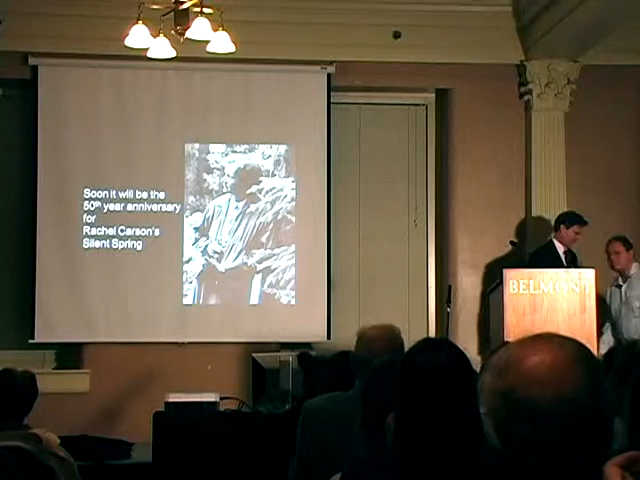 Soon it will be the
50th year anniversary
for
Rachel Carson's
Silent Spring
BELMONT